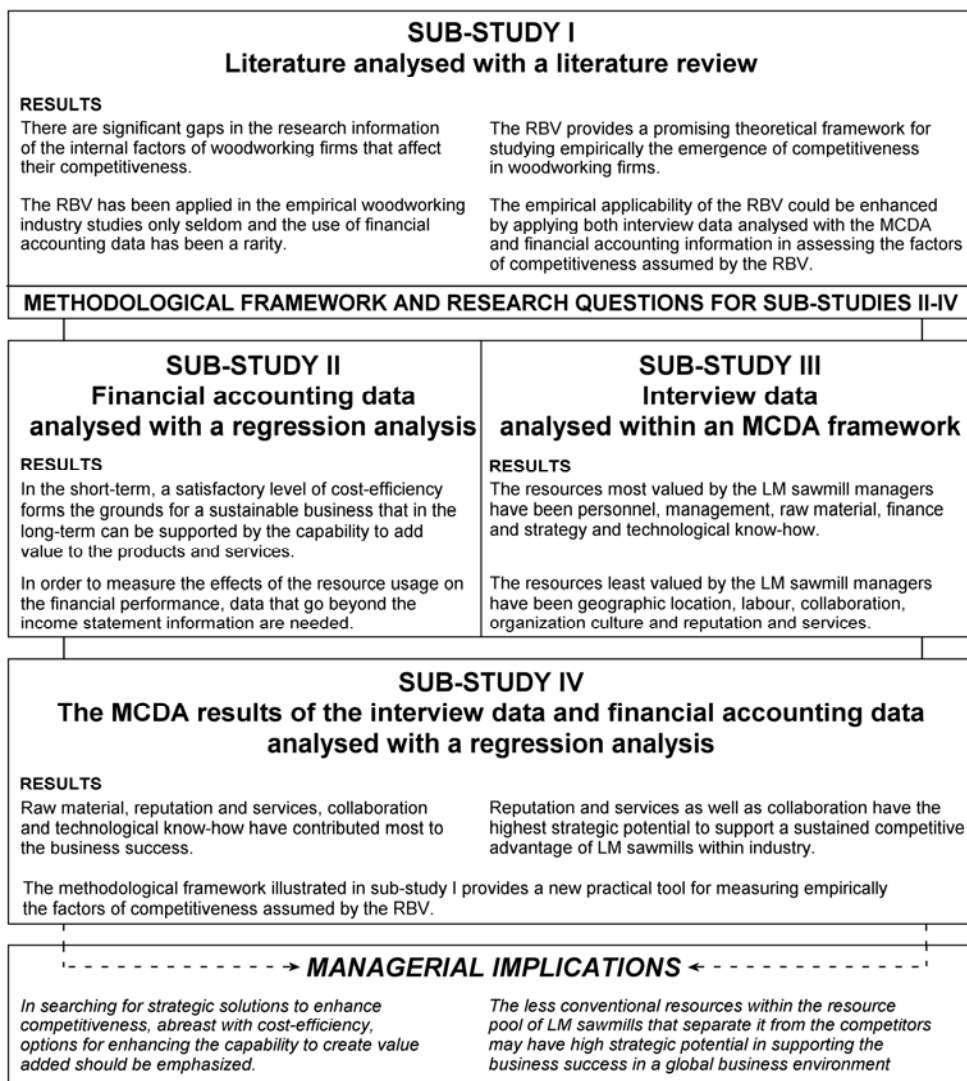 SUB-STUDY I
Literature analysed with a literature review
RESULTS
There are significant gaps in the research information
of the internal factors of woodworking firms that affect
their competitiveness.
The RBV has been applied in the empirical woodworking
industry studies only seldom and the use of financial
accounting data has been a rarity.
The RBV provides a promising theoretical framework for
studying empirically the emergence of competitiveness
in woodworking firms.
The empirical applicability of the RBV could be enhanced
by applying both interview data analysed with the MCDA
and financial accounting information in assessing the factors
of competitiveness assumed by the RBV.
METHODOLOGICAL FRAMEWORK AND RESEARCH QUESTIONS FOR SUB-STUDIES II-IV
SUB-STUDY II
Financial accounting data
analysed with a regression analysis
RESULTS
In the short-term, a satisfactory level of cost-efficiency
forms the grounds for a sustainable business that in the
long-term can be supported by the capability to add
value to the products and services.
In order to measure the effects of the resource usage on
the financial performance, data that go beyond the
income statement information are needed.
SUB-STUDY III
Interview data
analysed within an MCDA framework
RESULTS
The resources most valued by the LM sawmill managers
have been personnel, management, raw material, finance
and strategy and technological know-how.
The resources least valued by the LM sawmill managers
have been geographic location, labour, collaboration,
organization culture and reputation and services.
SUB-STUDY IV
The MCDA results of the interview data and financial accounting data
analysed with a regression analysis
RESULTS
Raw material, reputation and services, collaboration
and technological know-how have contributed most to
the business success.
Reputation and services as well as collaboration have the
highest strategic potential to support a sustained competitive
advantage of LM sawmills within industry.
The methodological framework illustrated in sub-study I provides a new practical tool for measuring empirically
the factors of competitiveness assumed by the RBV.
MANAGERIAL IMPLICATIONS
In searching for strategic solutions to enhance
competitiveness, abreast with cost-efficiency,
options for enhancing the capability to create value
added should be emphasized.
The less conventional resources within the resource
pool of LM sawmills that separate it from the competitors
may have high strategic potential in supporting the
business success in a global business environment